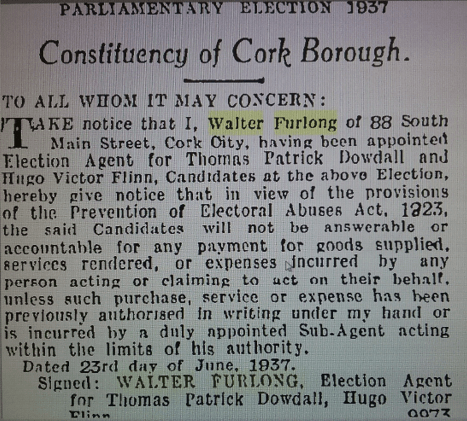 PARLIAMENTARY ELECTION 1937
Constituency of Cork Borough.
TO ALL WHOM IT MAY CONCERN:
TAKE notice that I, Walter Furlong of 88 South
Main Street, Cork City, having been appointed
Election Agent for Thomas Patrick Dowdall and
Hugo Victor Flinn, Candidates at the above Election,
hereby give notice that in view of the provisions
of the Prevention of Electoral Abuses Act, 1923,
the said Candidates will not be answerable or
accountable for any payment for goods supplied,
services rendered, or expenses incurred by any
person acting or claiming to act on their behalf,
unless such purchase, service or expense has been
previously authorised in writing under my hand or
is incurred by a duly appointed Sub-Agent acting
within the limits of his authority.
Dated 23rd day of June, 1937.
Signed: WALTER FURLONG, Election Agent
for Thomas Patrick Dowdall, Hugo Victor
Flinn